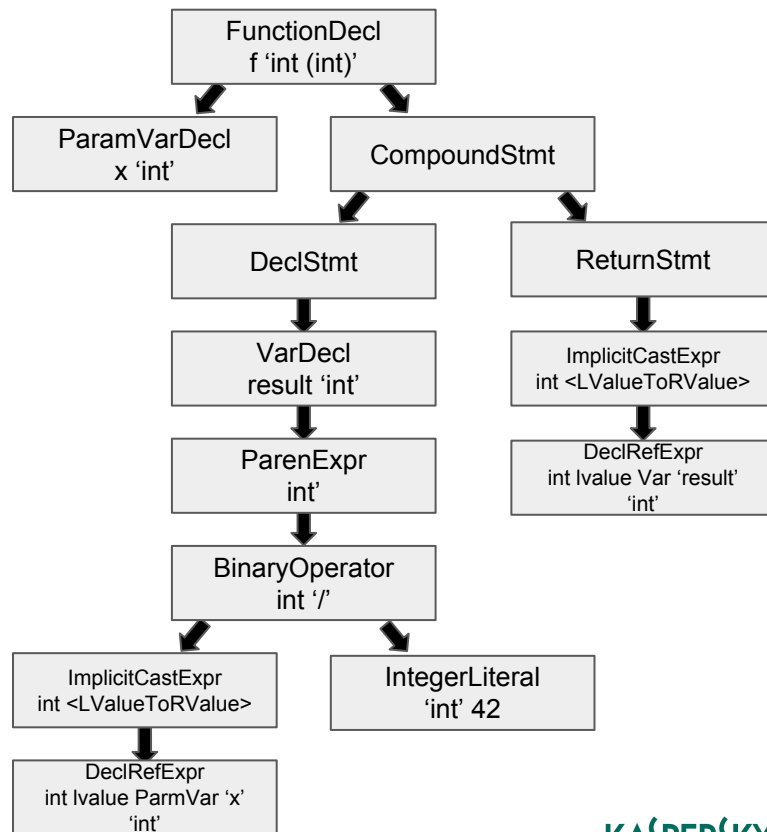 FunctionDecl
f ‘int (int)’
ParamVarDecl
x ‘int’
CompoundStmt
DeclStmt
ReturnStmt
VarDecl
result ‘int’
ImplicitCastExpr
int <LValueToRValue>
ParenExpr
int’
DeclRefExpr
int lvalue Var ‘result’
‘int’
BinaryOperator
int ‘/’
ImplicitCastExpr
int <LValueToRValue>
IntegerLiteral
‘int’ 42
DeclRefExpr
int lvalue ParmVar ‘x’
‘int’
KASPERSKY